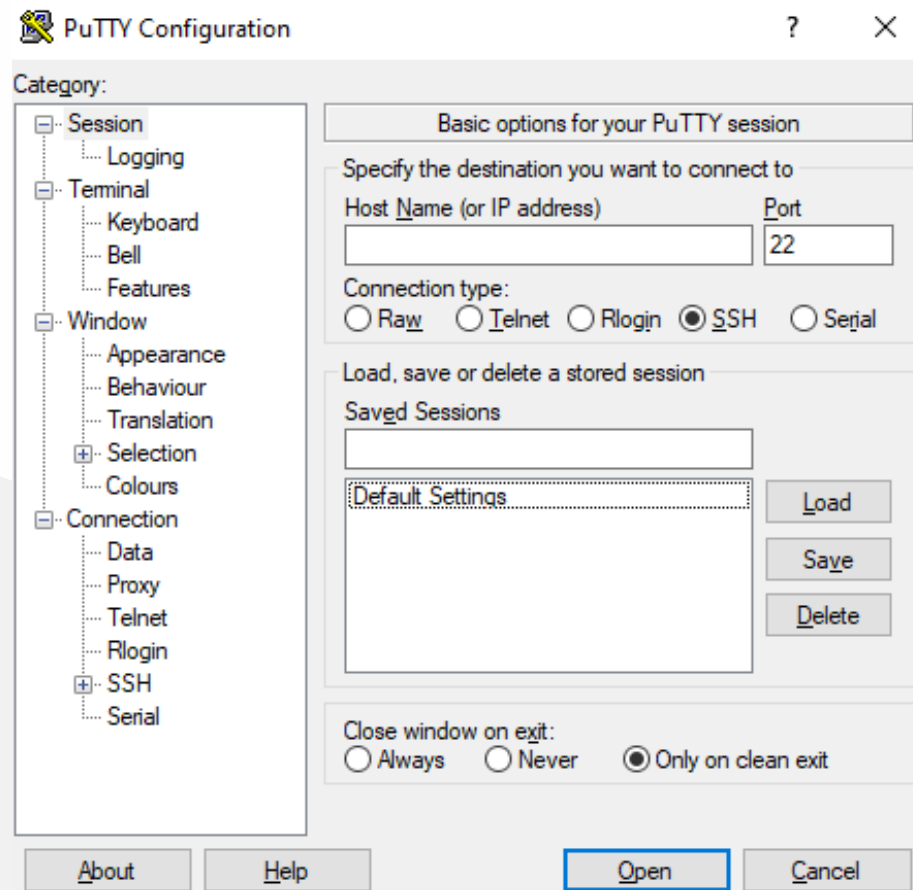 PuTTY Configuration
?
Category:
Session
Logging
Terminal
Keyboard
Bell
Features
Window
Appearance
Behaviour
Translation
Selection
Colours
Connection
Data
Proxy
Telnet
Rlogin
SSH
Serial
Basic options for your PuTTY session
Specify the destination you want to connect to
Host Name (or IP address) Port
22
Connection type:
Raw Telnet Rlogin SSH Serial
Load, save or delete a stored session
Saved Sessions
Default Settings
Load
Save
Delete
Close window on exit:
Always Never Only on clean exit
About Help Open Cancel